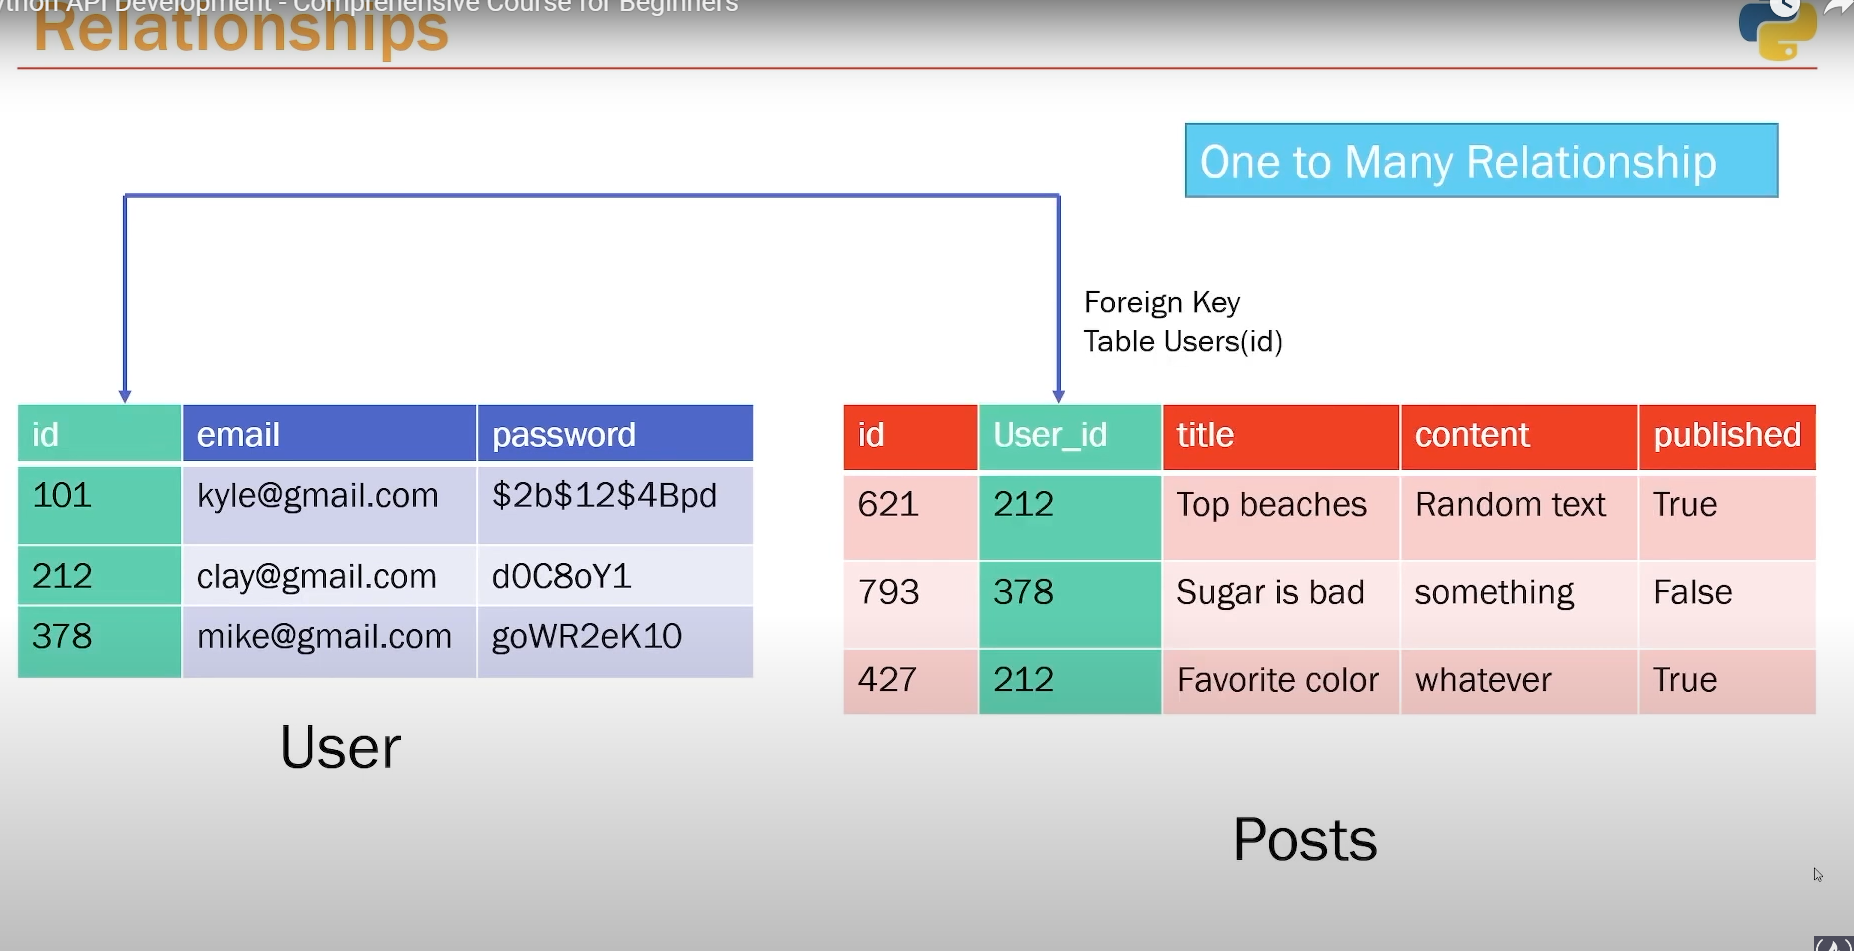 ython API Development - Comprehensive Course for Beginners
Relationships
One to Many Relationship
Foreign Key
Table Users(id)
id email password
101 kyle@gmail.com $2b$12$4Bpd
212 clay@gmail.com dOC8oY1
378 mike@gmail.com goWR2eK10
User
id User_id title content published
621 212 Top beaches Random text True
793 378 Sugar is bad something False
427 212 Favorite color whatever True
Posts